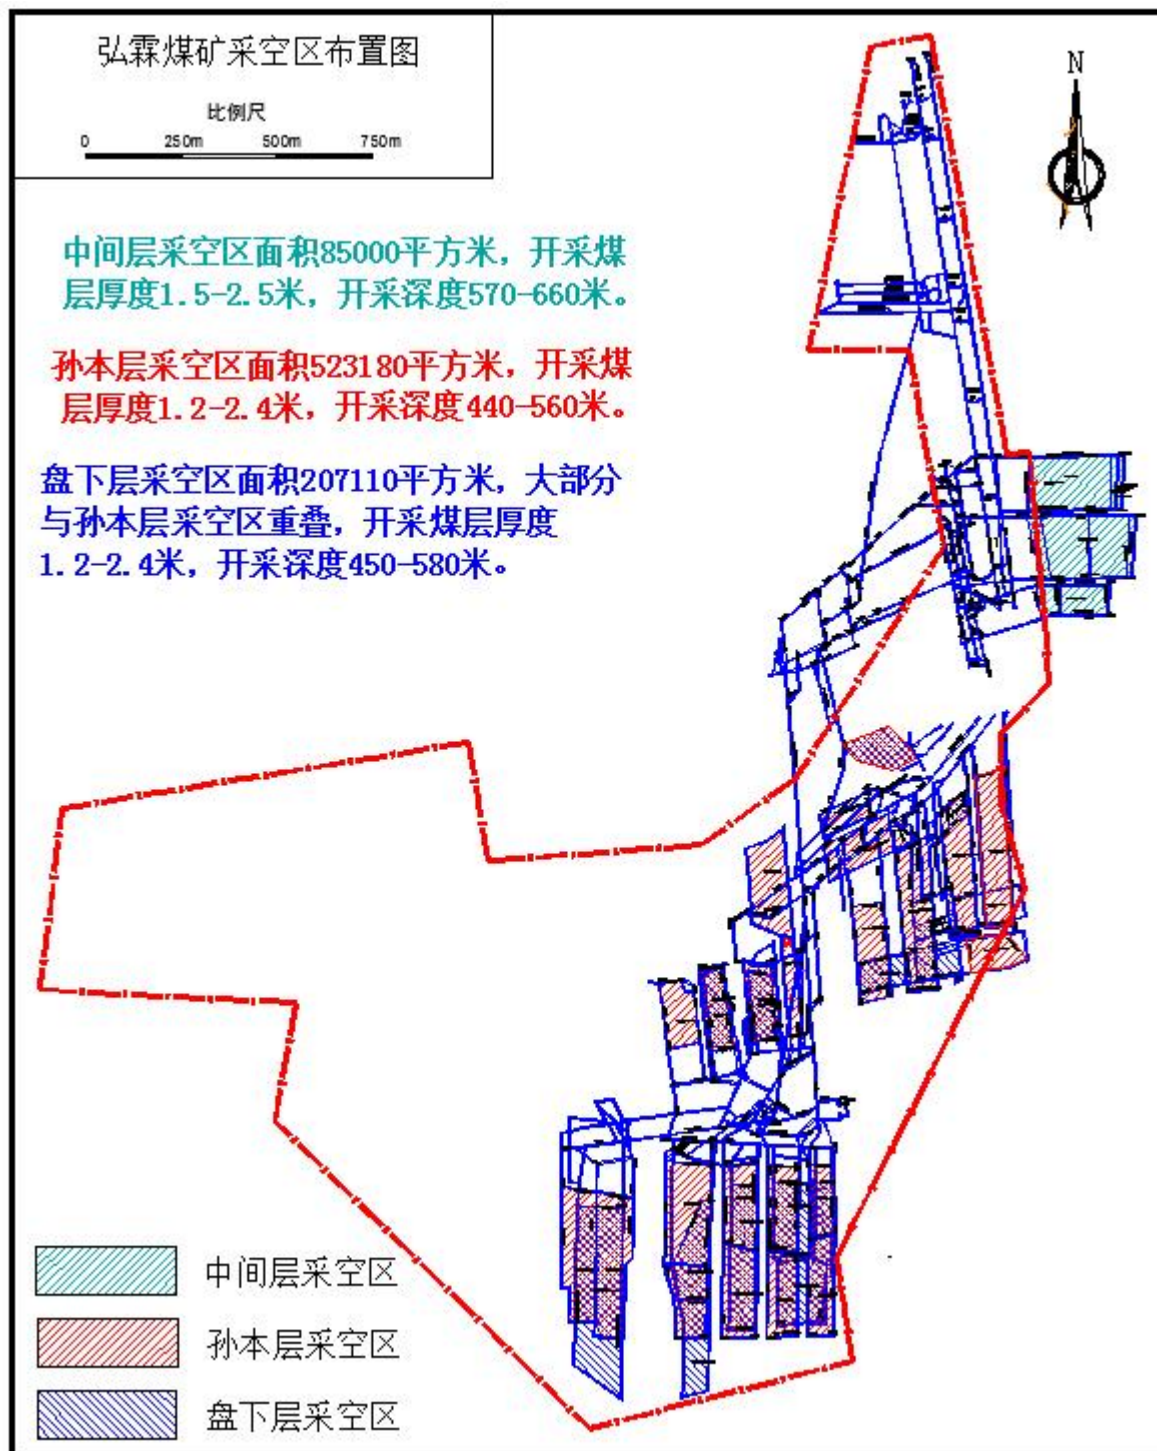 弘霖煤矿采空区布置图
比例尺
0 250m 500m 750m
N
中间层采空区面积85000平方米，开采煤
层厚度1.5-2.5米，开采深度570-660米。
孙本层采空区面积523180平方米，开采煤
层厚度1.2-2.4米，开采深度440-560米。
盘下层采空区面积207110平方米，大部分
与孙本层采空区重叠，开采煤层厚度
1.2-2.4米，开采深度450-580米。
中间层采空区
孙本层采空区
盘下层采空区